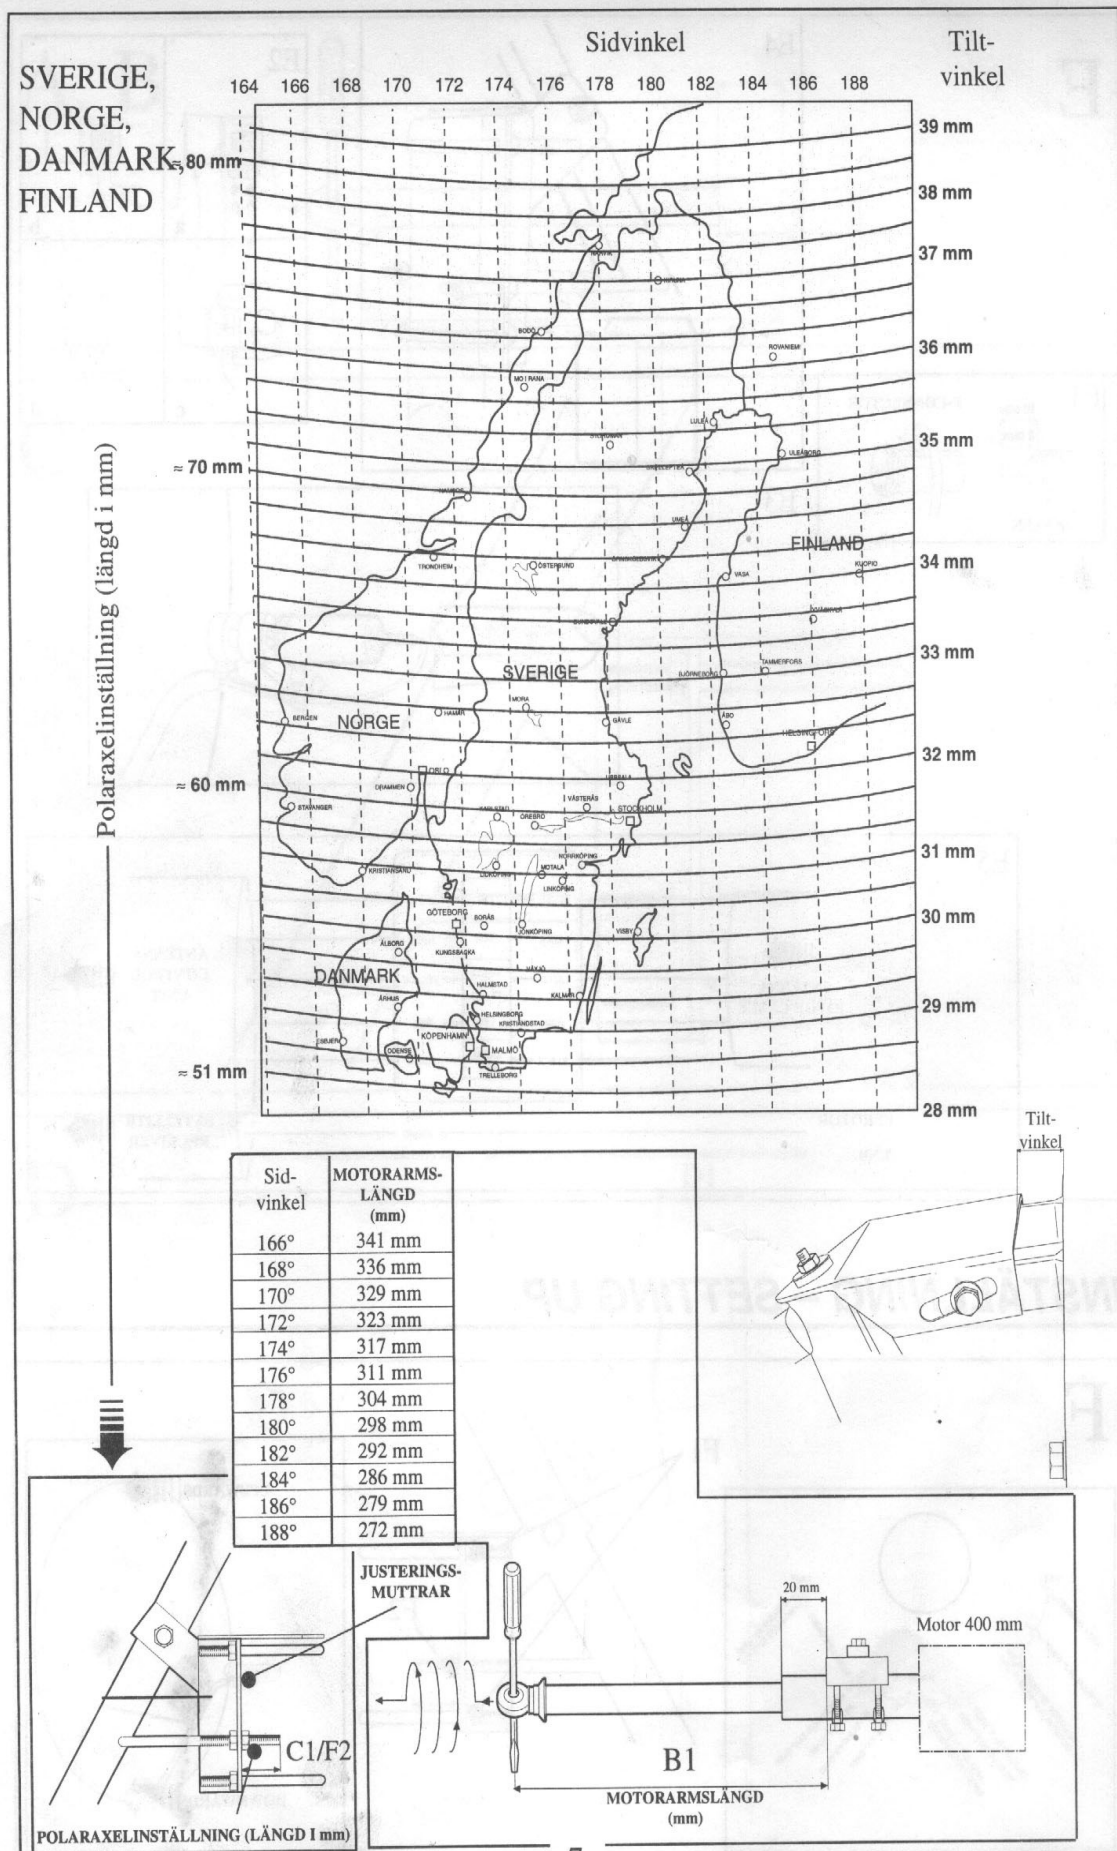 SVERIGE,
NORGE,
DANMARK,
FINLAND
Sidvinkel
Tilt-
vinkel
164 166 168 170 172 174 176 178 180 182 184 186 188
39 mm
≈ 80 mm
38 mm
37 mm
36 mm
35 mm
≈ 70 mm
34 mm
33 mm
32 mm
≈ 60 mm
31 mm
30 mm
29 mm
≈ 51 mm
28 mm
Polaraxelinställning (längd i mm)
NARVIK
KIRUNA
BODÖ
ROVANIEMI
MO I RANA
LULEÅ
STORUMAN
ULEÅBORG
SKELLEFTEÅ
NAMSOS
UMEÅ
FINLAND
TRONDHEIM
ÖSTERSUND
ÖRNSKÖLDSVIK
VASA
KUOPIO
SUNDSVALL
SVERIGE
BJÖRNEBORG
TAMMERFORS
MORA
BERGEN
NORGE
HAMAR
GÄVLE
ÅBO
HELSINGFORS
OSLO
DRAMMEN
UPPSALA
STAVANGER
KARLSTAD
ÖREBRO
VÄSTERÅS
STOCKHOLM
KRISTIANSAND
LIDKÖPING
MOTALA
NORRKÖPING
LINKÖPING
GÖTEBORG
BORÅS
JÖNKÖPING
VISBY
ÅLBORG
KUNGSBACKA
DANMARK
VÄXJÖ
HALMSTAD
KALMAR
ÅRHUS
HELSINGBORG
KRISTIANSTAD
ESBJERG
KÖPENHAMN
MALMÖ
ODENSE
TRELLEBORG
Sid-
vinkel
MOTORARMS-
LÄNGD
(mm)
166° 341 mm
168° 336 mm
170° 329 mm
172° 323 mm
174° 317 mm
176° 311 mm
178° 304 mm
180° 298 mm
182° 292 mm
184° 286 mm
186° 279 mm
188° 272 mm
Tilt-
vinkel
JUSTERINGS-
MUTTRAR
C1/F2
POLARAXELINSTÄLLNING (LÄNGD I mm)
20 mm
Motor 400 mm
B1
MOTORARMSLÄNGD
(mm)